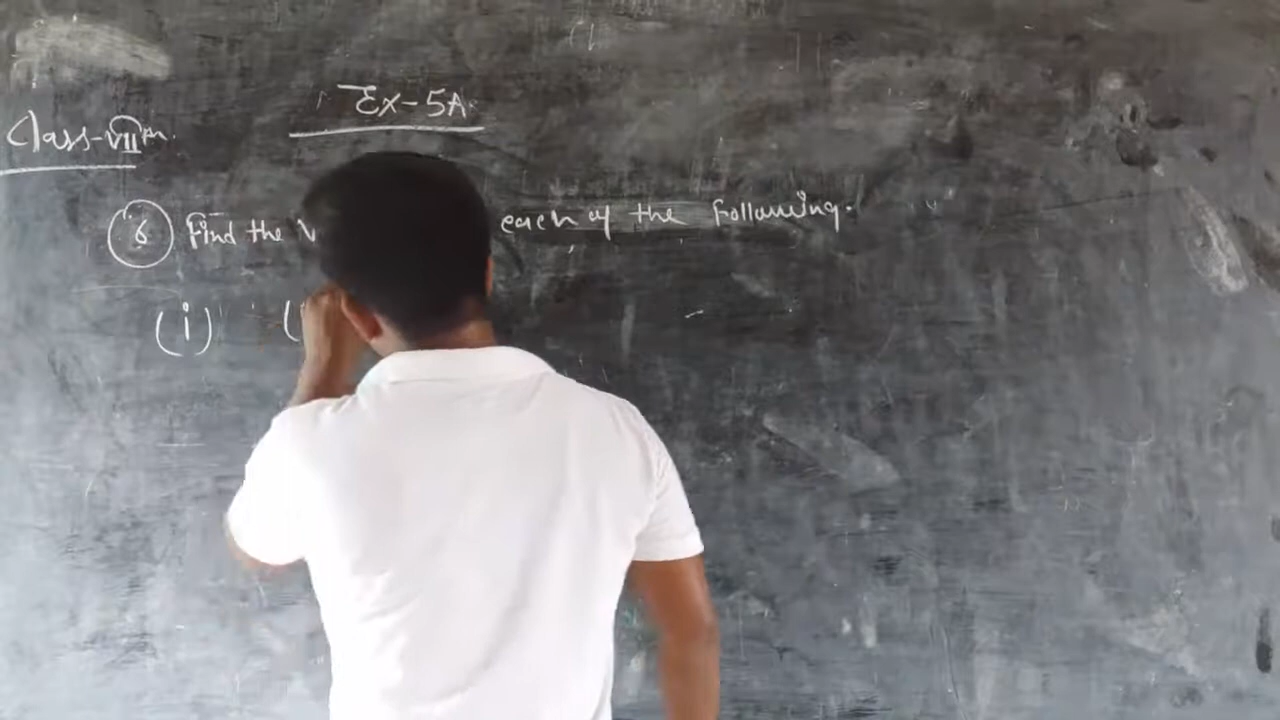 Ex-5A
Class-VII th.
6 Find the each of the Following.
(i) (